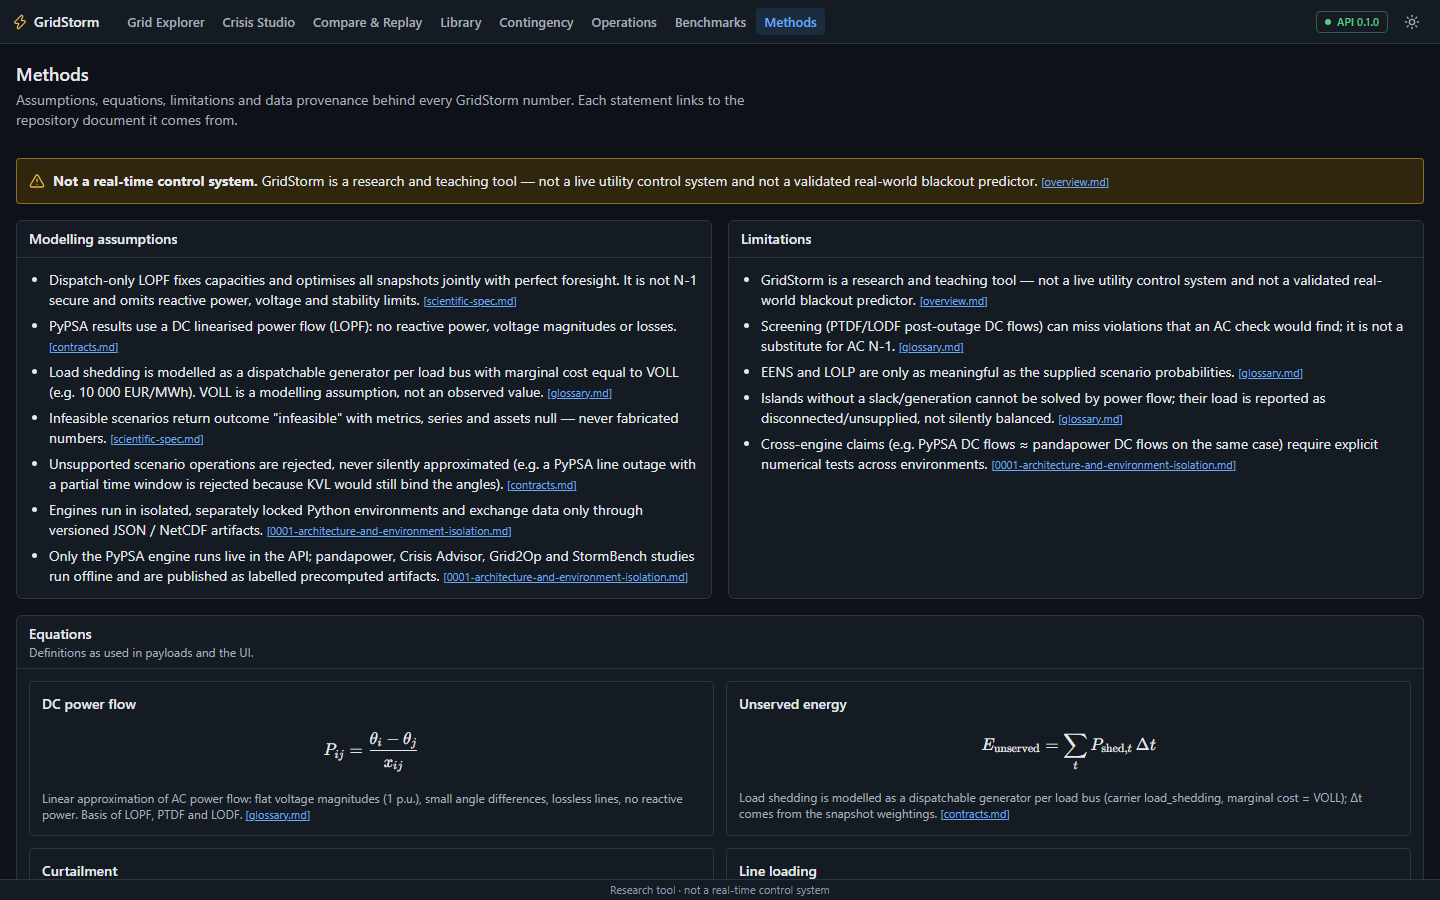 GridStorm Grid Explorer Crisis Studio Compare & Replay Library Contingency Operations Benchmarks Methods API 0.1.0
Methods
Assumptions, equations, limitations and data provenance behind every GridStorm number. Each statement links to the
repository document it comes from.
Not a real-time control system. GridStorm is a research and teaching tool — not a live utility control system and not a validated real-world blackout predictor. [overview.md]
Modelling assumptions
Dispatch-only LOPF fixes capacities and optimises all snapshots jointly with perfect foresight. It is not N-1
secure and omits reactive power, voltage and stability limits. [scientific-spec.md]
PyPSA results use a DC linearised power flow (LOPF): no reactive power, voltage magnitudes or losses.
[contracts.md]
Load shedding is modelled as a dispatchable generator per load bus with marginal cost equal to VOLL
(e.g. 10 000 EUR/MWh). VOLL is a modelling assumption, not an observed value. [glossary.md]
Infeasible scenarios return outcome "infeasible" with metrics, series and assets null — never fabricated
numbers. [scientific-spec.md]
Unsupported scenario operations are rejected, never silently approximated (e.g. a PyPSA line outage with
a partial time window is rejected because KVL would still bind the angles). [contracts.md]
Engines run in isolated, separately locked Python environments and exchange data only through
versioned JSON / NetCDF artifacts. [0001-architecture-and-environment-isolation.md]
Only the PyPSA engine runs live in the API; pandapower, Crisis Advisor, Grid2Op and StormBench studies
run offline and are published as labelled precomputed artifacts. [0001-architecture-and-environment-isolation.md]
Limitations
GridStorm is a research and teaching tool — not a live utility control system and not a validated real-
world blackout predictor. [overview.md]
Screening (PTDF/LODF post-outage DC flows) can miss violations that an AC check would find; it is not a
substitute for AC N-1. [glossary.md]
EENS and LOLP are only as meaningful as the supplied scenario probabilities. [glossary.md]
Islands without a slack/generation cannot be solved by power flow; their load is reported as
disconnected/unsupplied, not silently balanced. [glossary.md]
Cross-engine claims (e.g. PyPSA DC flows ≈ pandapower DC flows on the same case) require explicit
numerical tests across environments. [0001-architecture-and-environment-isolation.md]
Equations
Definitions as used in payloads and the UI.
DC power flow
P_ij = (θ_i − θ_j) / x_ij
Linear approximation of AC power flow: flat voltage magnitudes (1 p.u.), small angle differences, lossless lines, no reactive
power. Basis of LOPF, PTDF and LODF. [glossary.md]
Unserved energy
E_unserved = ∑_t P_shed,t Δt
Load shedding is modelled as a dispatchable generator per load bus (carrier load_shedding, marginal cost = VOLL); Δt
comes from the snapshot weightings. [contracts.md]
Curtailment
Line loading
Research tool · not a real-time control system